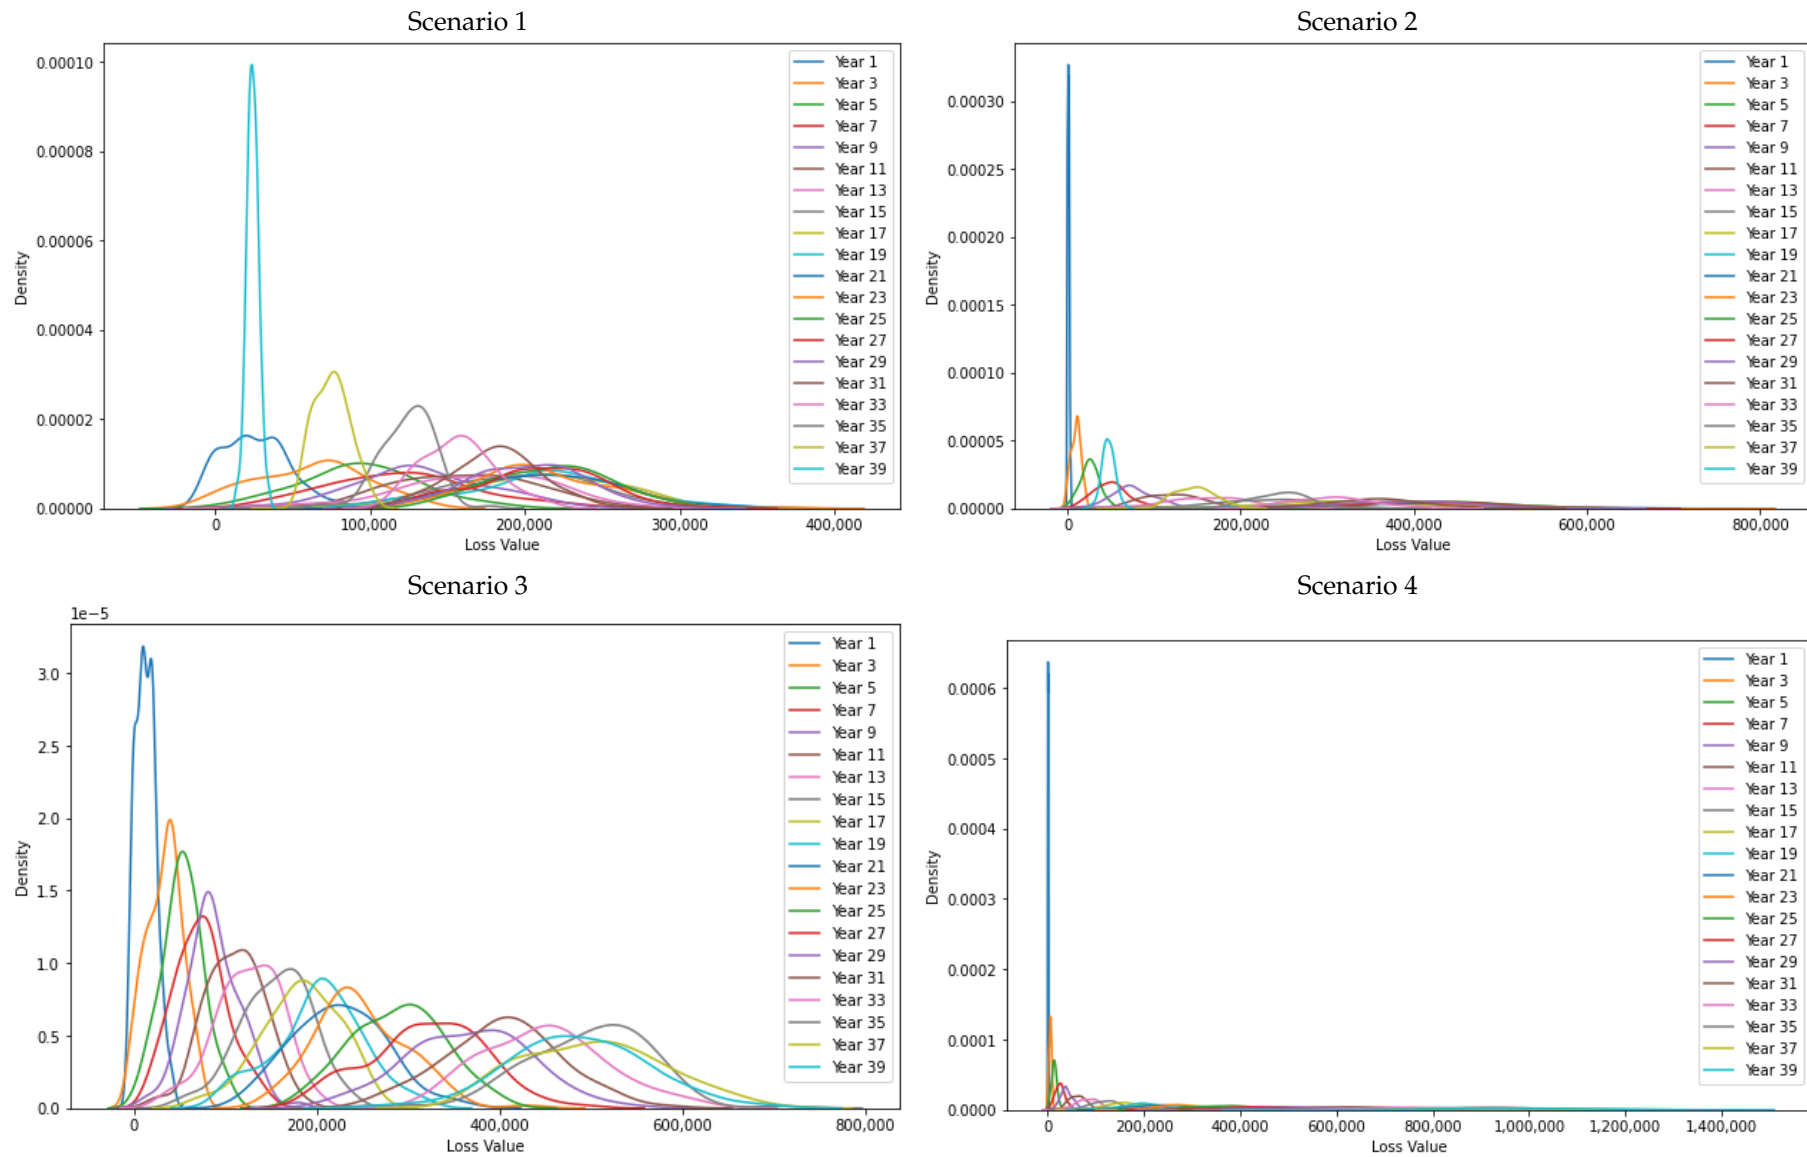 Scenario 1
0.00010
0.00008
0.00006
0.00004
0.00002
0.00000
Density
0
100,000
200,000
300,000
400,000
Loss Value
Year 1
Year 3
Year 5
Year 7
Year 9
Year 11
Year 13
Year 15
Year 17
Year 19
Year 21
Year 23
Year 25
Year 27
Year 29
Year 31
Year 33
Year 35
Year 37
Year 39
Scenario 2
0.00030
0.00025
0.00020
0.00015
0.00010
0.00005
0.00000
Density
0
200,000
400,000
600,000
800,000
Loss Value
Year 1
Year 3
Year 5
Year 7
Year 9
Year 11
Year 13
Year 15
Year 17
Year 19
Year 21
Year 23
Year 25
Year 27
Year 29
Year 31
Year 33
Year 35
Year 37
Year 39
Scenario 3
1e−5
3.0
2.5
2.0
1.5
1.0
0.5
0.0
Density
0
200,000
400,000
600,000
800,000
Loss Value
Year 1
Year 3
Year 5
Year 7
Year 9
Year 11
Year 13
Year 15
Year 17
Year 19
Year 21
Year 23
Year 25
Year 27
Year 29
Year 31
Year 33
Year 35
Year 37
Year 39
Scenario 4
0.0006
0.0005
0.0004
0.0003
0.0002
0.0001
0.0000
Density
0
200,000
400,000
600,000
800,000
1,000,000
1,200,000
1,400,000
Loss Value
Year 1
Year 3
Year 5
Year 7
Year 9
Year 11
Year 13
Year 15
Year 17
Year 19
Year 21
Year 23
Year 25
Year 27
Year 29
Year 31
Year 33
Year 35
Year 37
Year 39